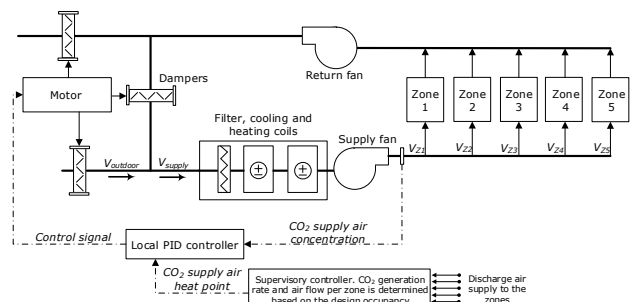 Return fan
Dampers
Motor
Zone
1
Zone
2
Zone
3
Zone
4
Zone
5
Filter, cooling and
heating coils
Supply fan
Voutdoor
Vsupply
VZ1
VZ2
VZ3
VZ4
VZ5
Control signal
Local PID controller
CO2 supply air
concentration
CO2 supply air
heat point
Supervisory controller. CO2 generation
rate and air flow per zone is determined
based on the design occupancy
Discharge air
supply to the
zones